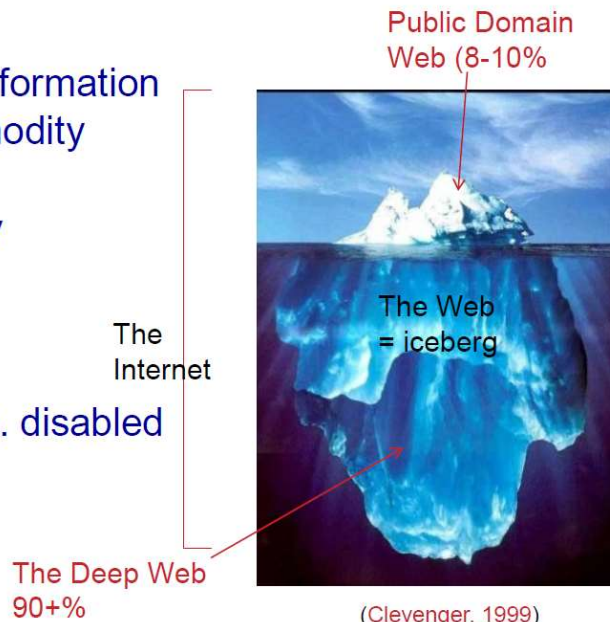 Public Domain
Web (8-10%
formation
odity
The Web
= iceberg
The
Internet
. disabled
The Deep Web
90+%
(Clevenger, 1999)